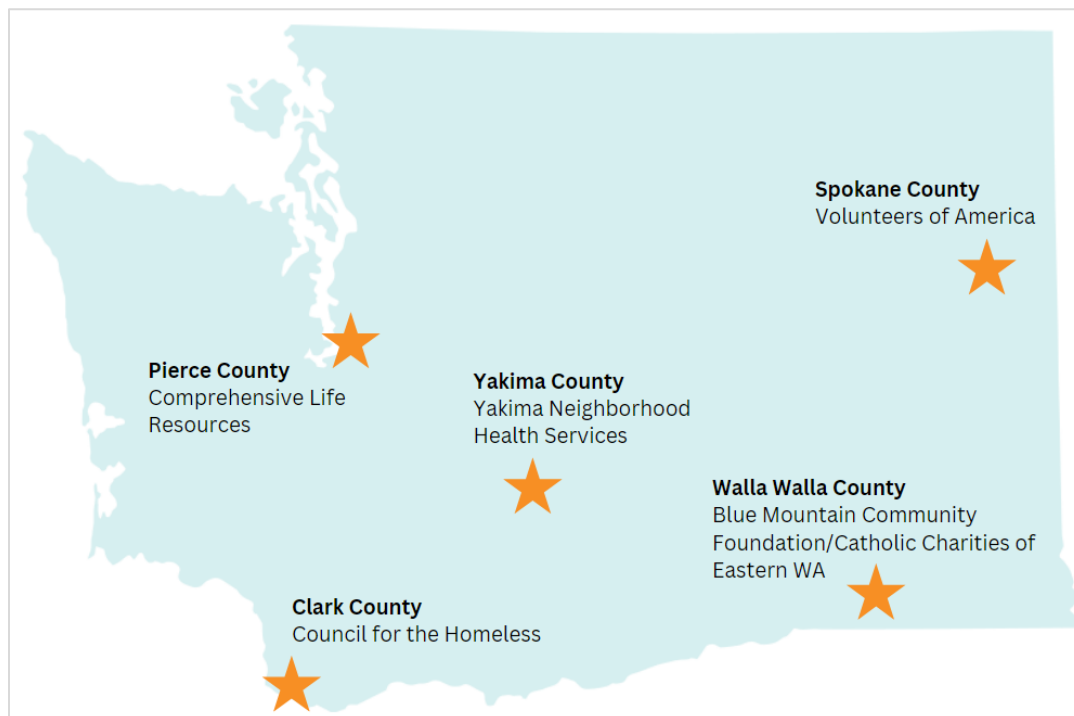 Spokane County
Volunteers of America
Pierce County
Comprehensive Life
Resources
Yakima County
Yakima Neighborhood
Health Services
Walla Walla County
Blue Mountain Community
Foundation/Catholic Charities of
Eastern WA
Clark County
Council for the Homeless